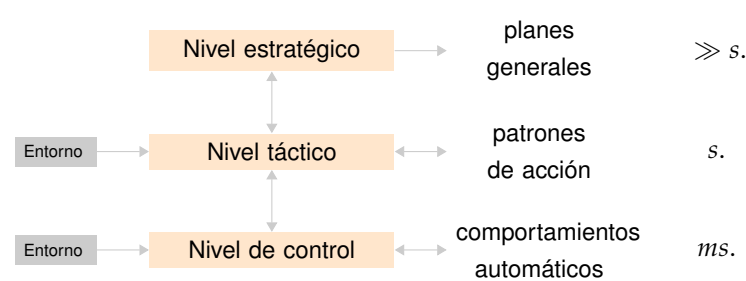 Nivel estratégico
planes
generales
≫ s.
Entorno
Nivel táctico
patrones
de acción
s.
Entorno
Nivel de control
comportamientos
automáticos
ms.